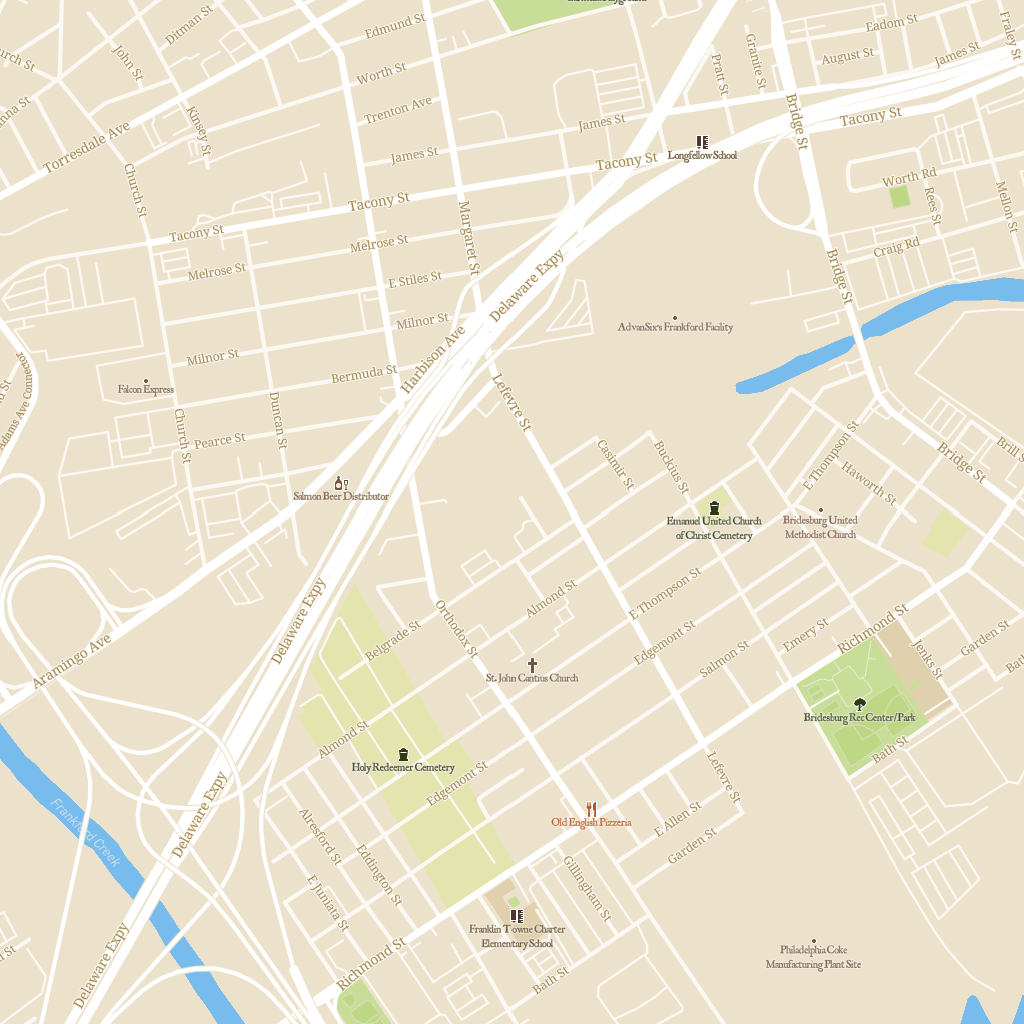 Edmund St
Ditman St
John St
Worth St
Trenton Ave
Kinsey St
Torresdale Ave
James St
Church St
Tacony St
Tacony St
Melrose St
Melrose St
Margaret St
E Stiles St
Milnor St
Milnor St
Harbison Ave
Delaware Expy
Bermuda St
Pratt St
Granite St
Eadom St
August St
James St
Fraley St
James St
Tacony St
Bridge St
Tacony St
Longfellow School
Worth Rd
Rees St
Mellon St
Craig Rd
Bridge St
AdvanSix's Frankford Facility
Falcon Express
Adams Ave Connector
Church St
Duncan St
Pearce St
Salmon Beer Distributor
Lefevre St
Casimir St
Buckius St
E Thompson St
Haworth St
Bridge St
Brill St
Emanuel United Church
of Christ Cemetery
Bridesburg United
Methodist Church
Delaware Expy
Aramingo Ave
Belgrade St
Orthodox St
Almond St
E Thompson St
Edgemont St
Salmon St
Emery St
Richmond St
Jenks St
Garden St
St. John Cantius Church
Bridesburg Rec Center/Park
Bath St
Almond St
Holy Redeemer Cemetery
Edgemont St
Lefevre St
Old English Pizzeria
E Allen St
Garden St
Frankford Creek
Delaware Expy
Alresford St
Eddington St
E Juniata St
Gillingham St
Franklin Towne Charter
Elementary School
Richmond St
Bath St
Delaware Expy
Philadelphia Coke
Manufacturing Plant Site